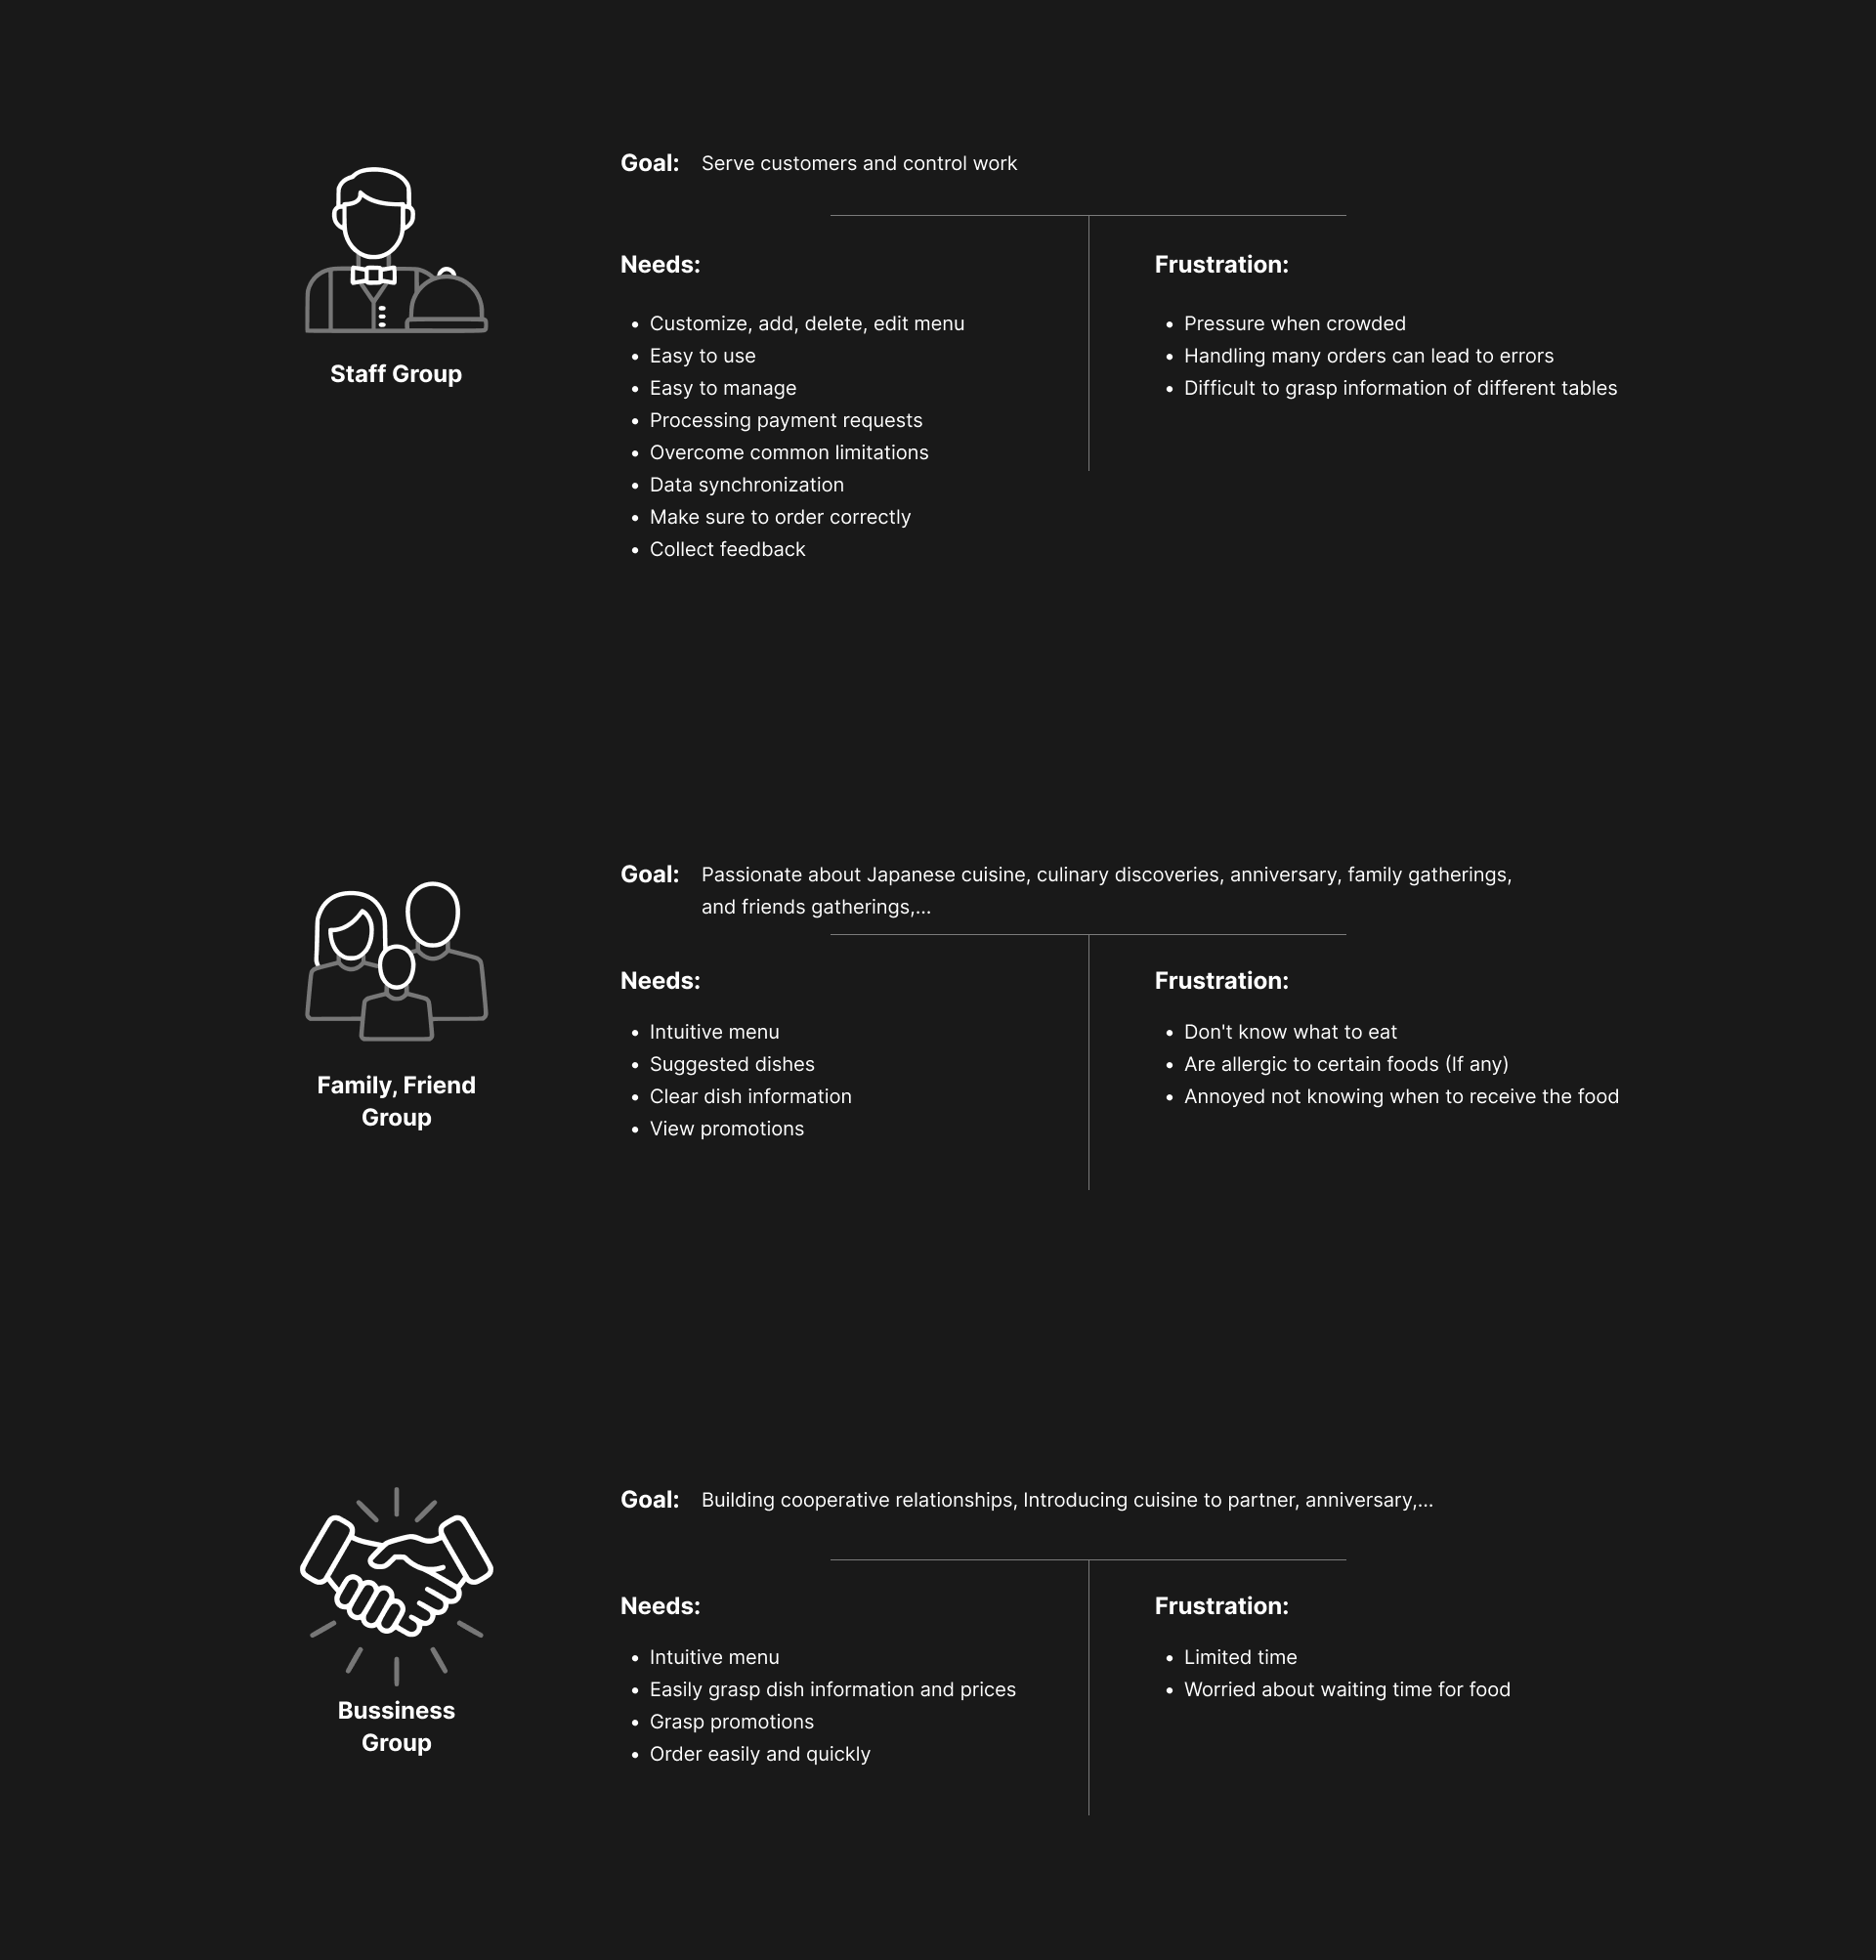 Staff Group
Goal: Serve customers and control work
Needs:
• Customize, add, delete, edit menu
• Easy to use
• Easy to manage
• Processing payment requests
• Overcome common limitations
• Data synchronization
• Make sure to order correctly
• Collect feedback
Frustration:
• Pressure when crowded
• Handling many orders can lead to errors
• Difficult to grasp information of different tables
Family, Friend
Group
Goal: Passionate about Japanese cuisine, culinary discoveries, anniversary, family gatherings,
and friends gatherings,...
Needs:
• Intuitive menu
• Suggested dishes
• Clear dish information
• View promotions
Frustration:
• Don't know what to eat
• Are allergic to certain foods (If any)
• Annoyed not knowing when to receive the food
Bussiness
Group
Goal: Building cooperative relationships, Introducing cuisine to partner, anniversary,...
Needs:
• Intuitive menu
• Easily grasp dish information and prices
• Grasp promotions
• Order easily and quickly
Frustration:
• Limited time
• Worried about waiting time for food